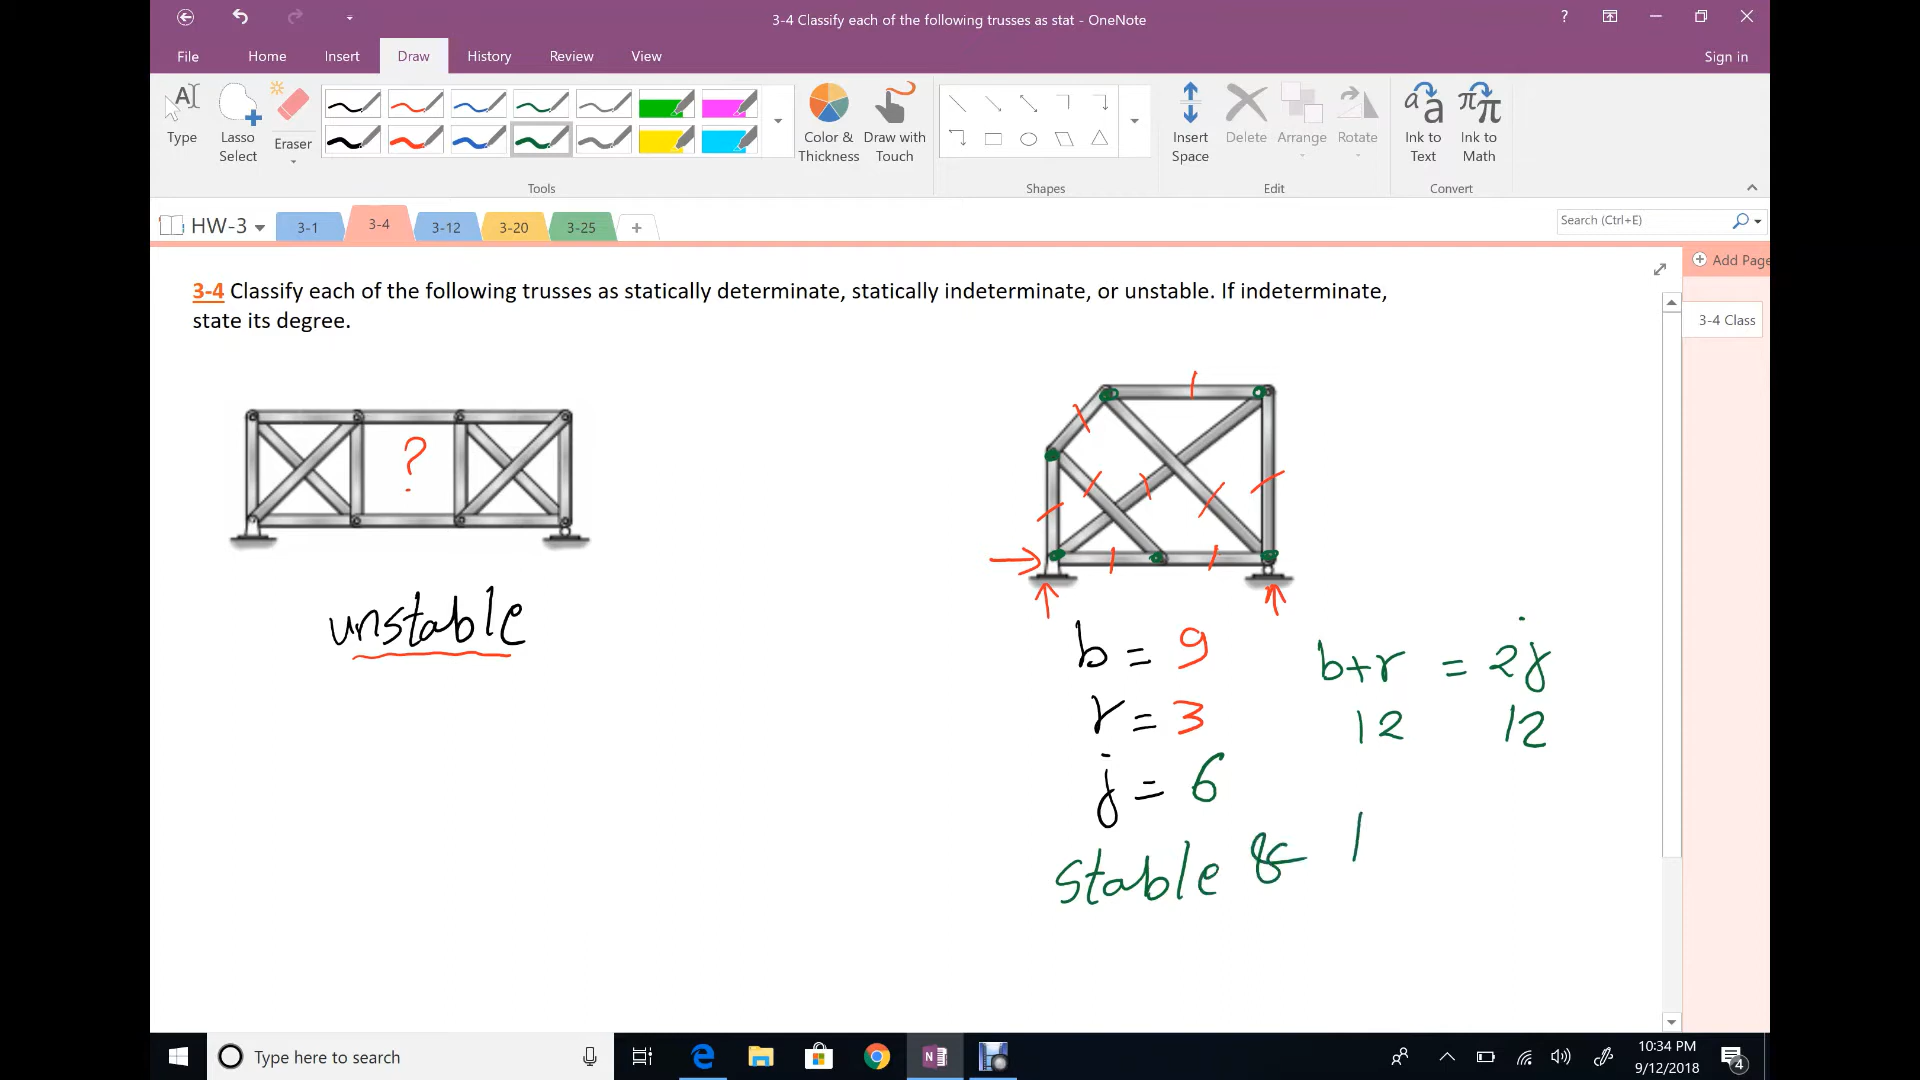 3-4 Classify each of the following trusses as stat - OneNote
?
File Home Insert Draw History Review View
Sign in
Type
Lasso Select
Eraser
Color & Thickness
Draw with Touch
Insert Space
Delete
Arrange
Rotate
Ink to Text
Ink to Math
Tools
Shapes
Edit
Convert
HW-3
3-1
3-4
3-12
3-20
3-25
+
Search (Ctrl+E)
Add Page
3-4 Class
3-4 Classify each of the following trusses as statically determinate, statically indeterminate, or unstable. If indeterminate,
state its degree.
?
unstable
b = 9
r = 3
j = 6
b+r = 2j
12 12
stable &
Type here to search
10:34 PM
9/12/2018
4